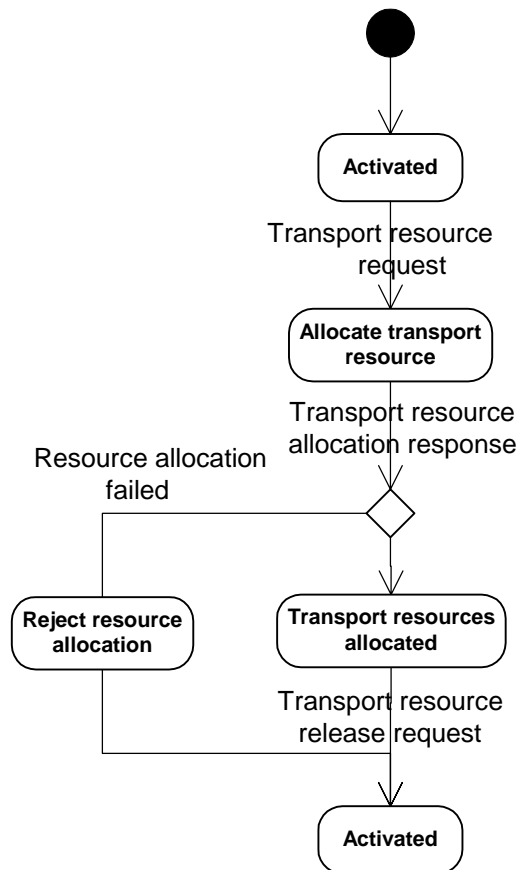 Activated
Transport resource
request
Allocate transport
resource
Transport resource
allocation response
Resource allocation
failed
Reject resource
allocation
Transport resources
allocated
Transport resource
release request
Activated